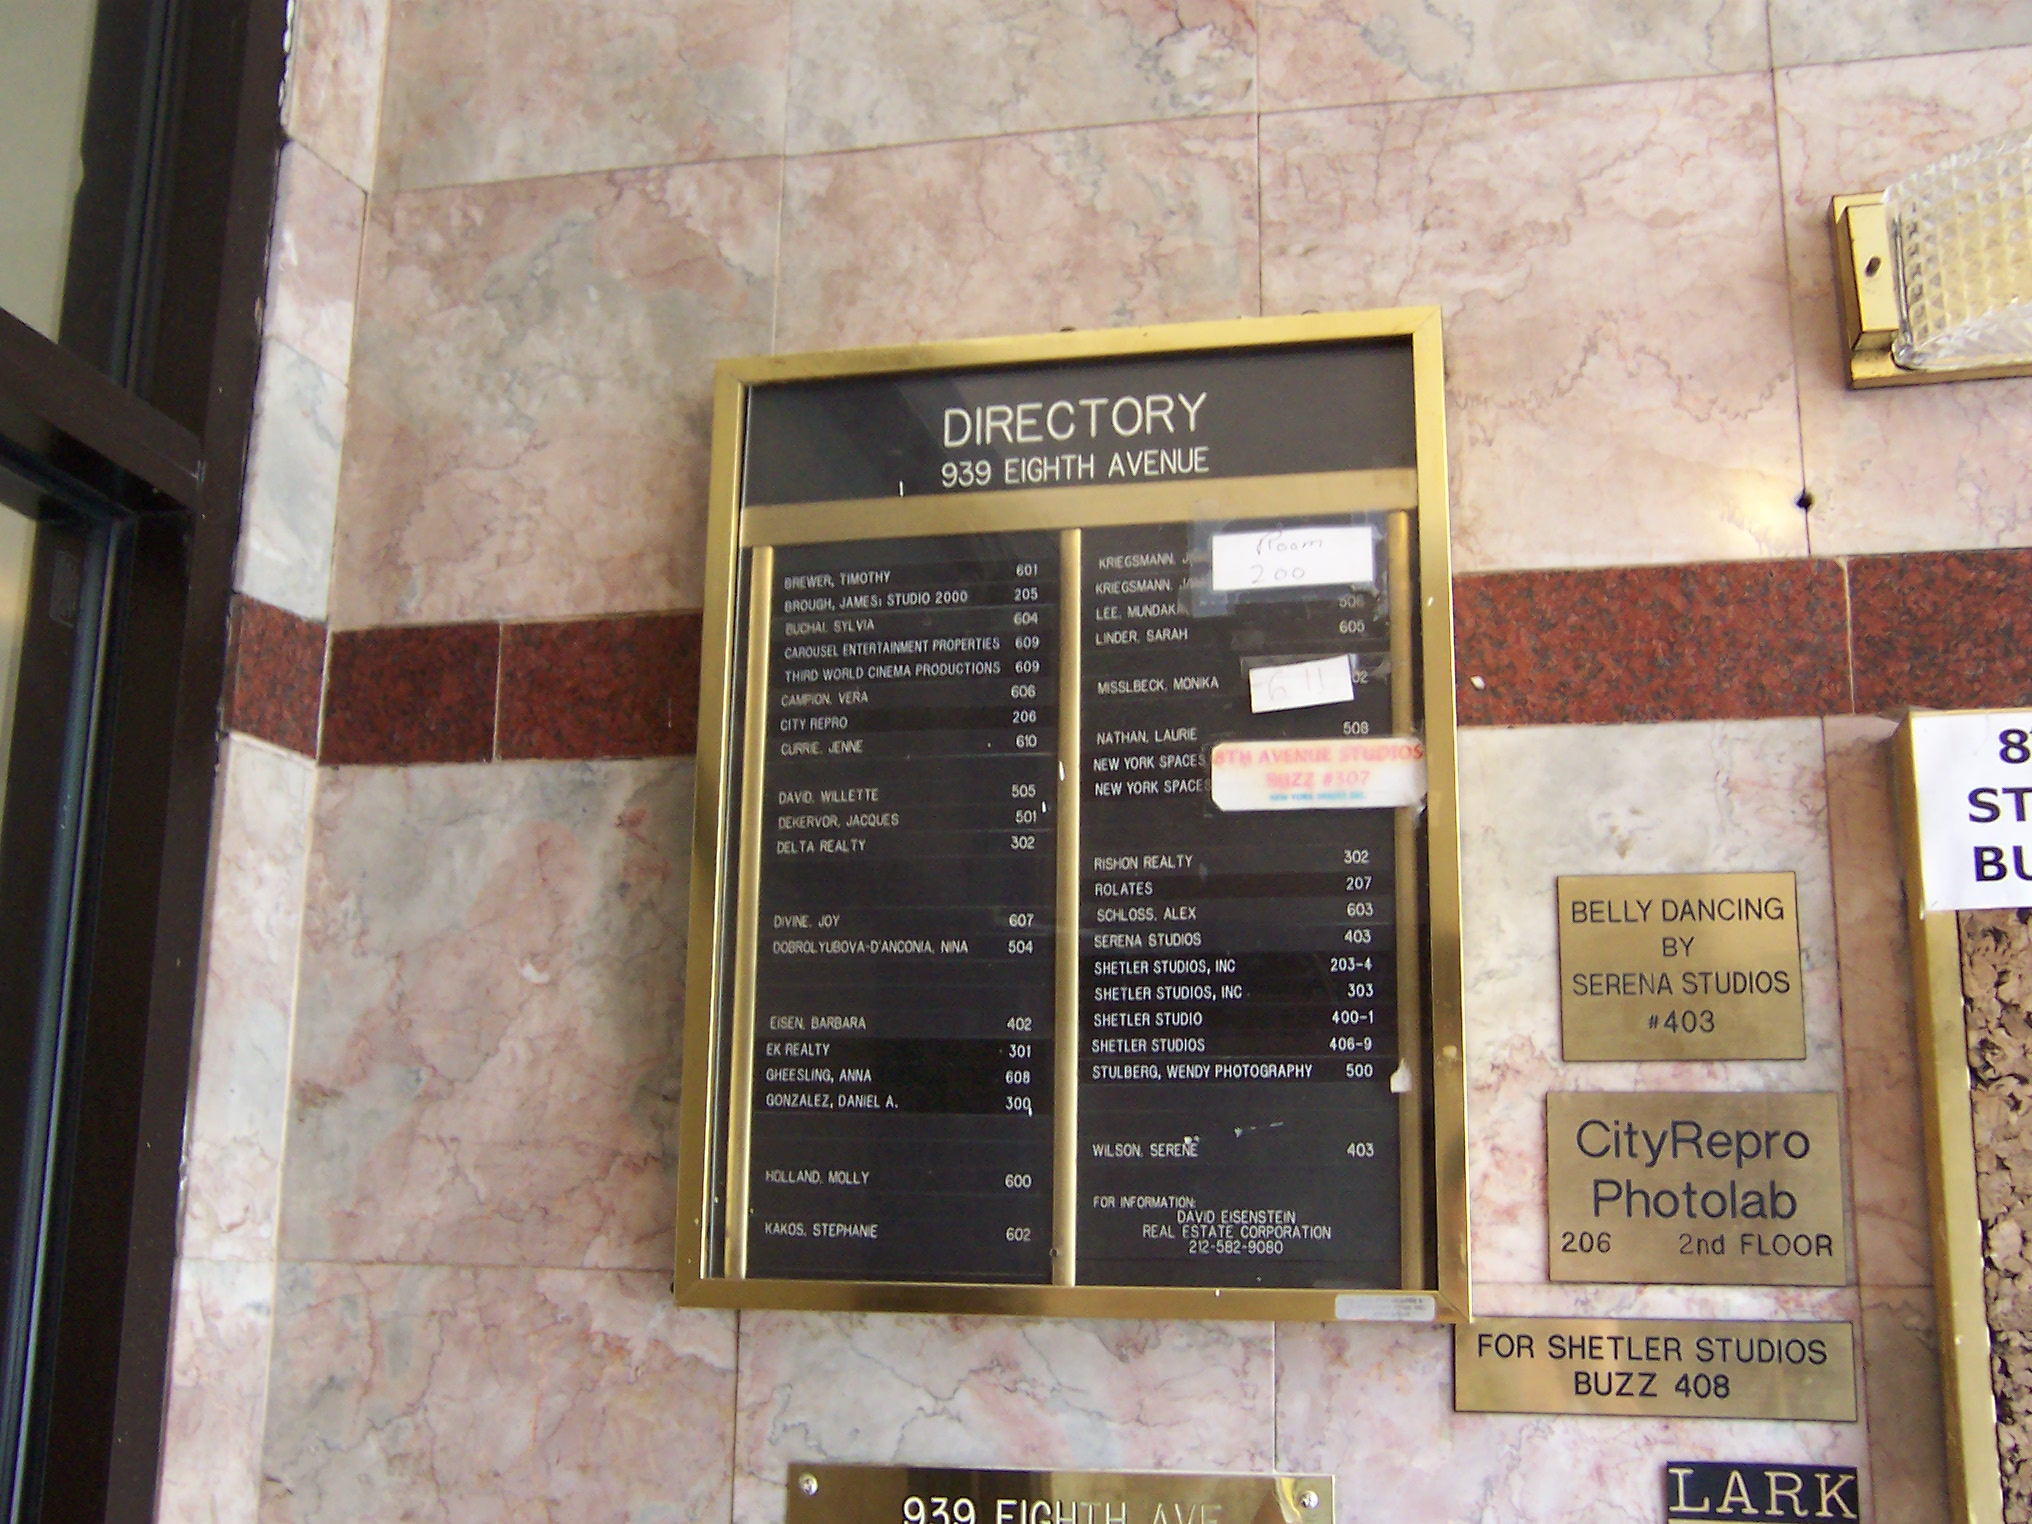 DIRECTORY
939 EIGHTH AVENUE
BREWER, TIMOTHY 601
BROUGH, JAMES: STUDIO 2000 205
BUCHAI, SYLVIA 604
CAROUSEL ENTERTAINMENT PROPERTIES 609
THIRD WORLD CINEMA PRODUCTIONS 609
CAMPION, VERA 606
CITY REPRO 206
CURRIE, JENNE 610
DAVID, WILLETTE 505
DEKERVOR, JACQUES 501
DELTA REALTY 302
DIVINE, JOY 607
DOBROLYUBOVA-D'ANCONIA, NINA 504
EISEN, BARBARA 402
EK REALTY 301
GHEESLING, ANNA 608
GONZALEZ, DANIEL A. 300
HOLLAND, MOLLY 600
KAKOS, STEPHANIE 602
KRIEGSMANN, J
KRIEGSMANN, 
Room
200
LEE, MUNDAK
LINDER, SARAH 605
MISSLBECK, MONIKA
611
NATHAN, LAURIE 508
NEW YORK SPACES
NEW YORK SPACES
8TH AVENUE STUDIOS
BUZZ #307
RISHON REALTY 302
ROLATES 207
SCHLOSS, ALEX 603
SERENA STUDIOS 403
SHETLER STUDIOS, INC 203-4
SHETLER STUDIOS, INC 303
SHETLER STUDIO 400-1
SHETLER STUDIOS 406-9
STULBERG, WENDY PHOTOGRAPHY 500
WILSON, SERENE 403
FOR INFORMATION:
DAVID EISENSTEIN
REAL ESTATE CORPORATION
212-582-9080
8
ST
BU
BELLY DANCING
BY
SERENA STUDIOS
#403
CityRepro
Photolab
206 2nd FLOOR
FOR SHETLER STUDIOS
BUZZ 408
LARK
939 EIGHTH AVE